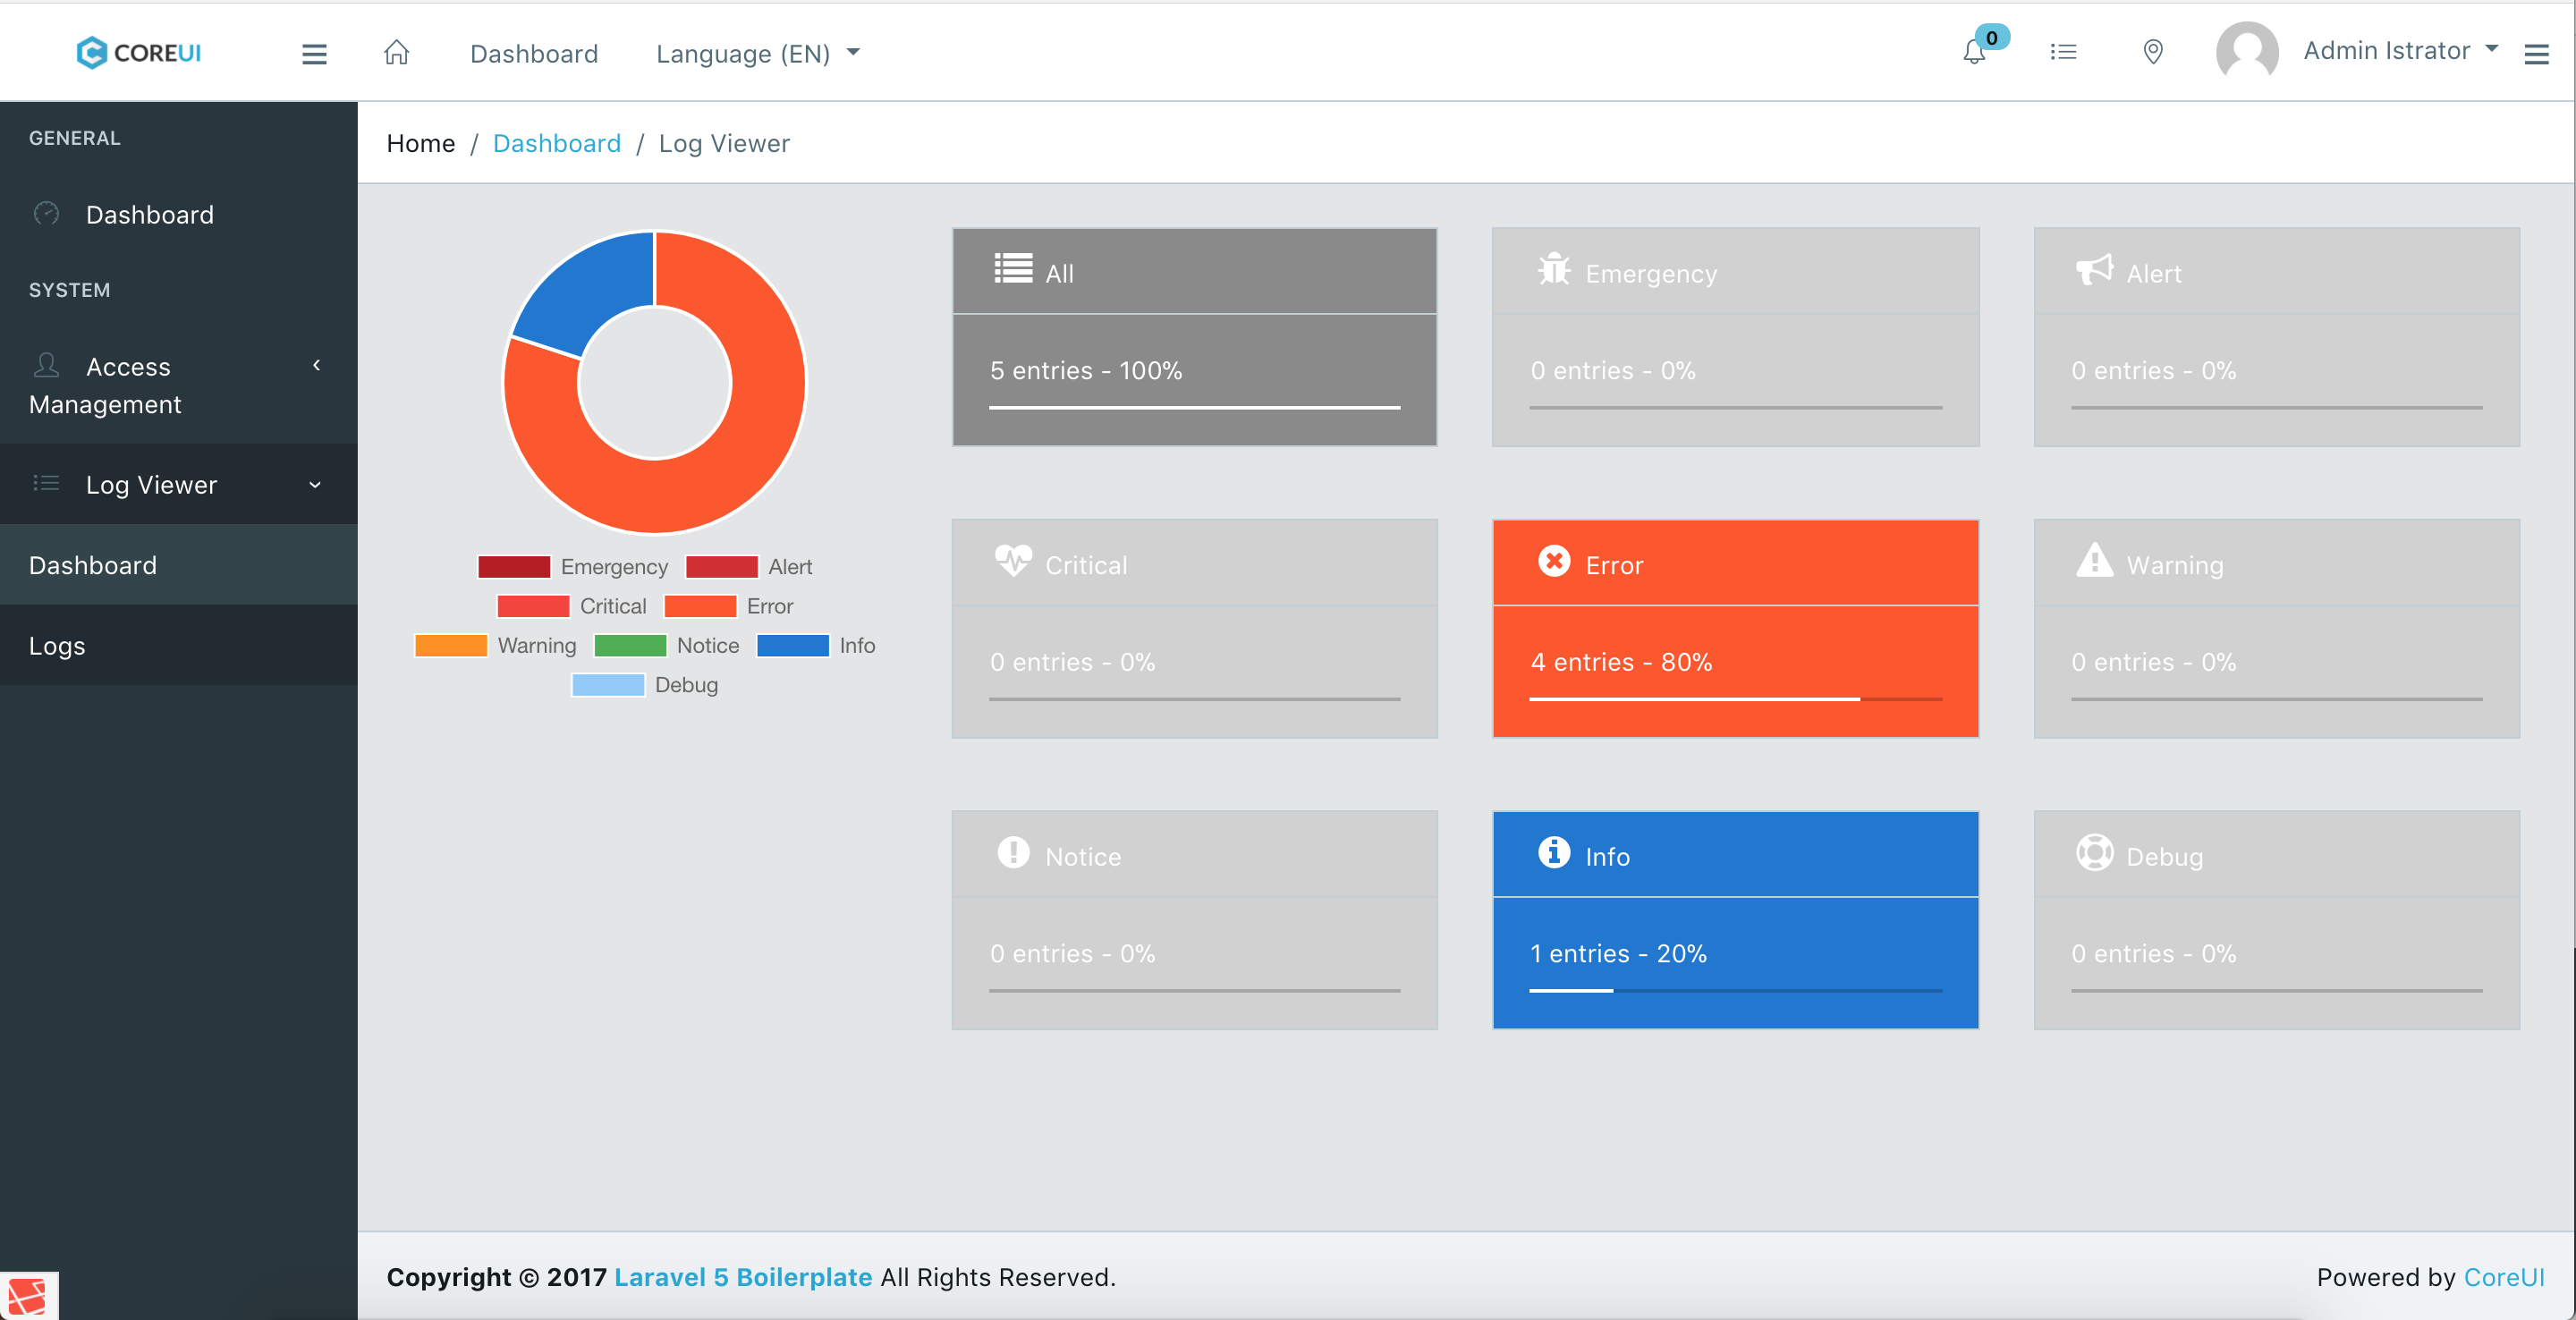 COREUI
Dashboard
Language (EN)
0
Admin Istrator
GENERAL
Dashboard
SYSTEM
Access
Management
Log Viewer
Dashboard
Logs
Home / Dashboard / Log Viewer
Emergency Alert
Critical Error
Warning Notice Info
Debug
All
5 entries - 100%
Emergency
0 entries - 0%
Alert
0 entries - 0%
Critical
0 entries - 0%
Error
4 entries - 80%
Warning
0 entries - 0%
Notice
0 entries - 0%
Info
1 entries - 20%
Debug
0 entries - 0%
Copyright © 2017 Laravel 5 Boilerplate All Rights Reserved.
Powered by CoreUI